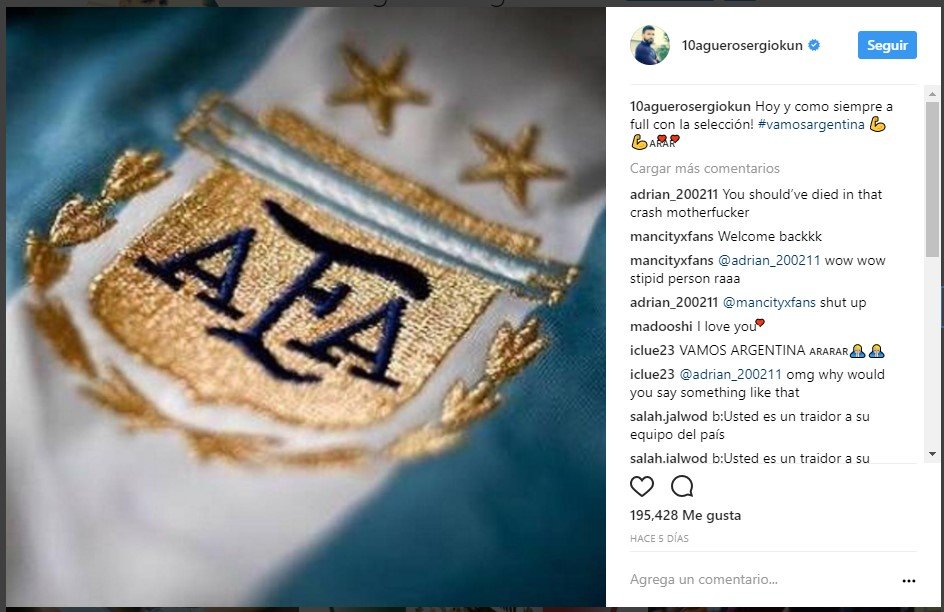 AFA
10aguerosergiokun
Seguir
10aguerosergiokun Hoy y como siempre a
full con la selección! #vamosargentina 💪
💪ARAR
Cargar más comentarios
adrian_200211 You should've died in that
crash motherfucker
mancityxfans Welcome backkk
mancityxfans @adrian_200211 wow wow
stipid person raaa
adrian_200211 @mancityxfans shut up
madooshi I love you❣
iclue23 VAMOS ARGENTINA ARARAR
iclue23 @adrian_200211 omg why would
you say something like that
salah.jalwod b:Usted es un traidor a su
equipo del país
salah.jalwod b:Usted es un traidor a su
195,428 Me gusta
HACE 5 DÍAS
Agrega un comentario...